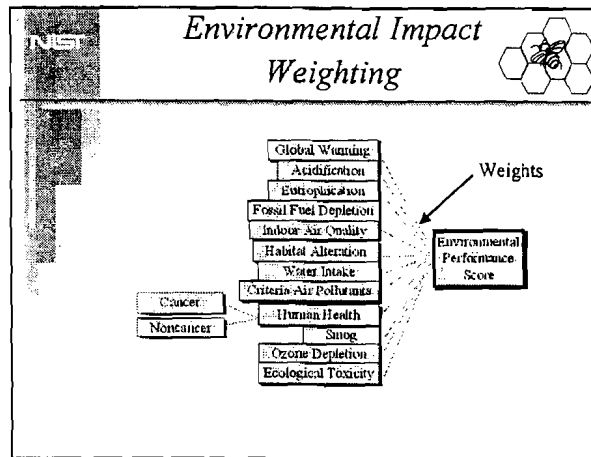 NIST
Environmental Impact
Weighting
Global Warming
Acidification
Eutrophication
Fossil Fuel Depletion
Indoor Air Quality
Habitat Alteration
Water Intake
Criteria Air Pollutants
Human Health
Smog
Ozone Depletion
Ecological Toxicity
Cancer
Noncancer
Weights
Environmental
Performance
Score